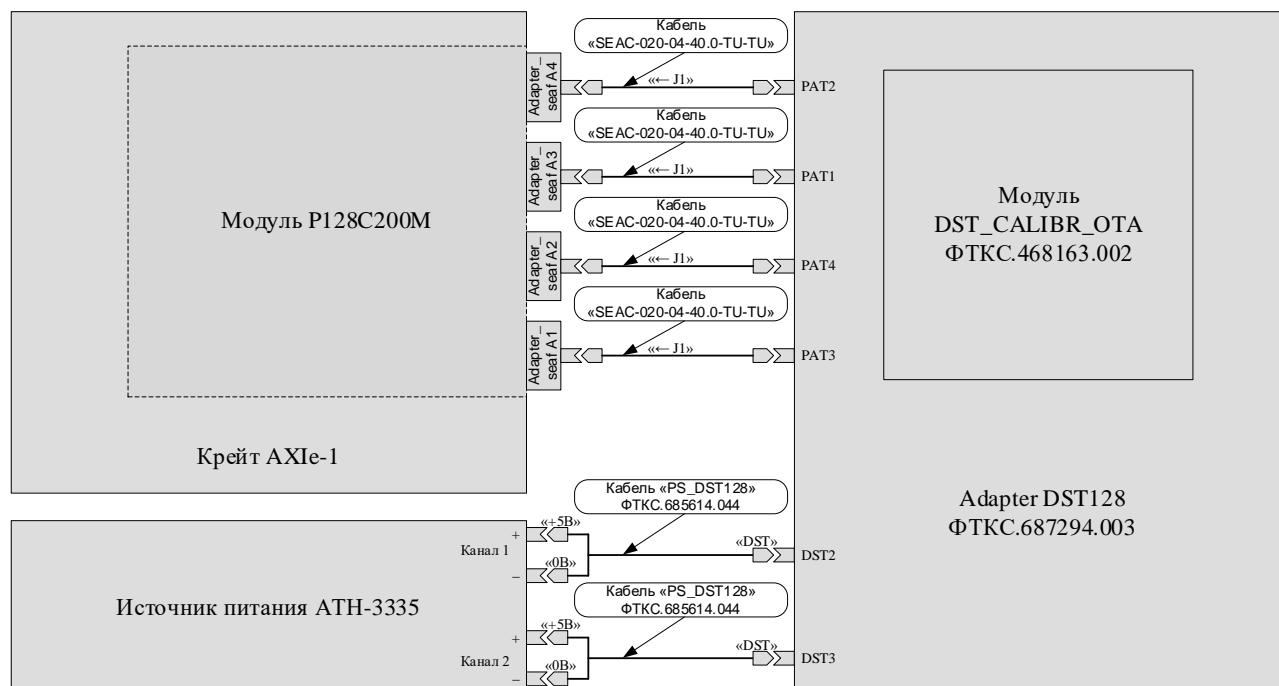 Кабель
«SEAC-020-04-40.0-TU-TU»
Adapter_
seaf A4
«← J1»
PAT2
Кабель
«SEAC-020-04-40.0-TU-TU»
Adapter_
seaf A3
«← J1»
PAT1
Модуль P128C200M
Модуль
DST_CALIBR_OTA
ФТКС.468163.002
Кабель
«SEAC-020-04-40.0-TU-TU»
Adapter_
seaf A2
«← J1»
PAT4
Кабель
«SEAC-020-04-40.0-TU-TU»
Adapter_
seaf A1
«← J1»
PAT3
Крейт AXIe-1
Adapter DST128
ФТКС.687294.003
Кабель «PS_DST128»
ФТКС.685614.044
+
«+5В»
Канал 1
«DST»
DST2
–
«0В»
Источник питания АТН-3335
Кабель «PS_DST128»
ФТКС.685614.044
+
«+5В»
Канал 2
«DST»
DST3
–
«0В»